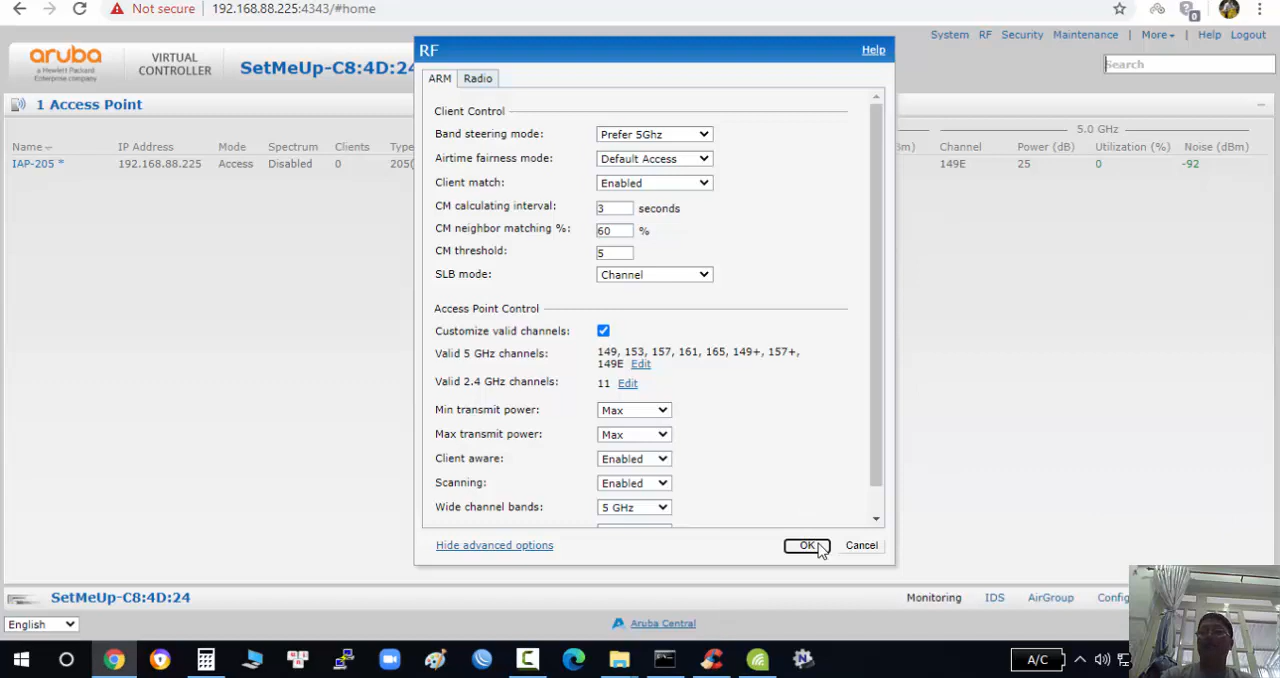 Not secure 192.168.88.225:4343/#home
0
System RF Security Maintenance More Help Logout
aruba
a Hewlett Packard
Enterprise company
VIRTUAL
CONTROLLER
SetMeUp-C8:4D:24
Search
1 Access Point
Name IP Address Mode Spectrum Clients Type
IAP-205 * 192.168.88.225 Access Disabled 0 205(
5.0 GHz
Bm) Channel Power (dB) Utilization (%) Noise (dBm)
149E 25 0 -92
RF Help
ARM Radio
Client Control
Band steering mode: Prefer 5Ghz
Airtime fairness mode: Default Access
Client match: Enabled
CM calculating interval: 3 seconds
CM neighbor matching %: 60 %
CM threshold: 5
SLB mode: Channel
Access Point Control
Customize valid channels:
Valid 5 GHz channels: 149, 153, 157, 161, 165, 149+, 157+,
149E Edit
Valid 2.4 GHz channels: 11 Edit
Min transmit power: Max
Max transmit power: Max
Client aware: Enabled
Scanning: Enabled
Wide channel bands: 5 GHz
Hide advanced options OK Cancel
SetMeUp-C8:4D:24 Monitoring IDS AirGroup Config
English Aruba Central
A/C